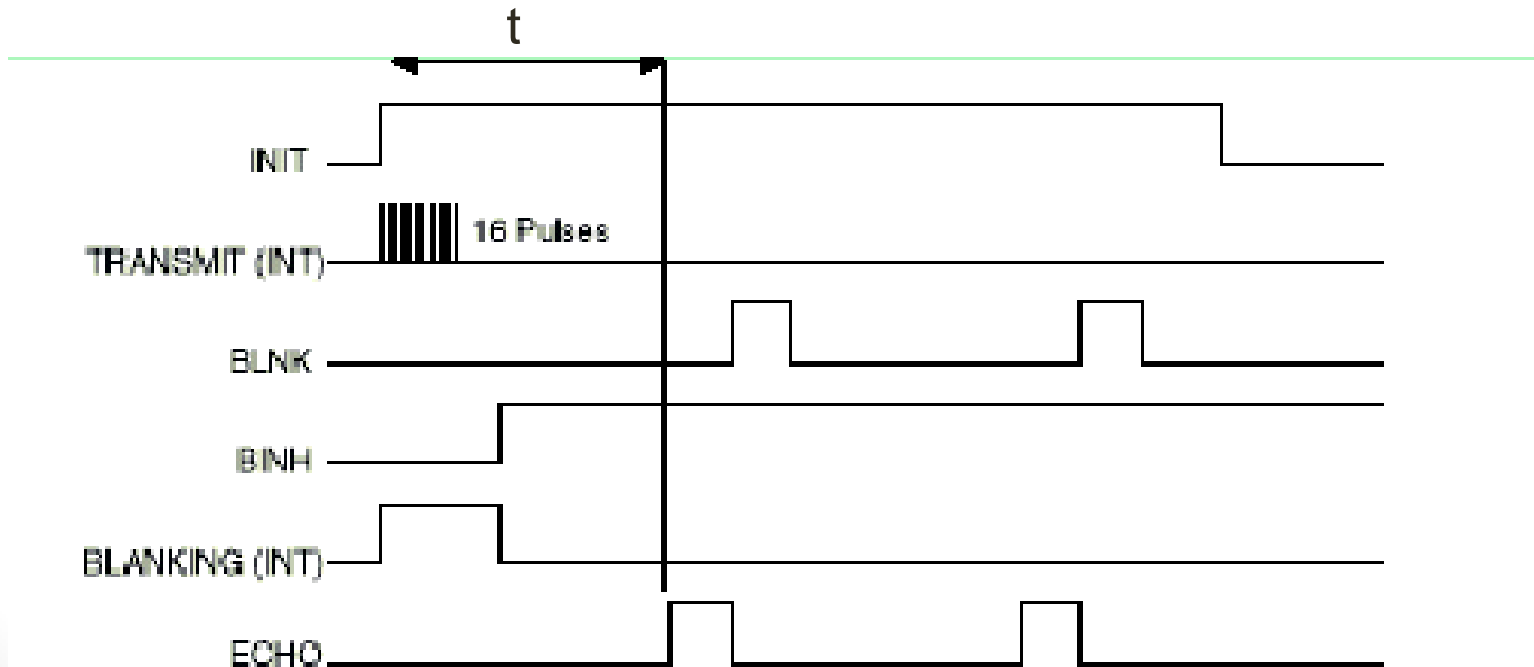 t
INIT
16 Pulses
TRANSMIT (INT)
BLNK
BINH
BLANKING (INT)
ECHO